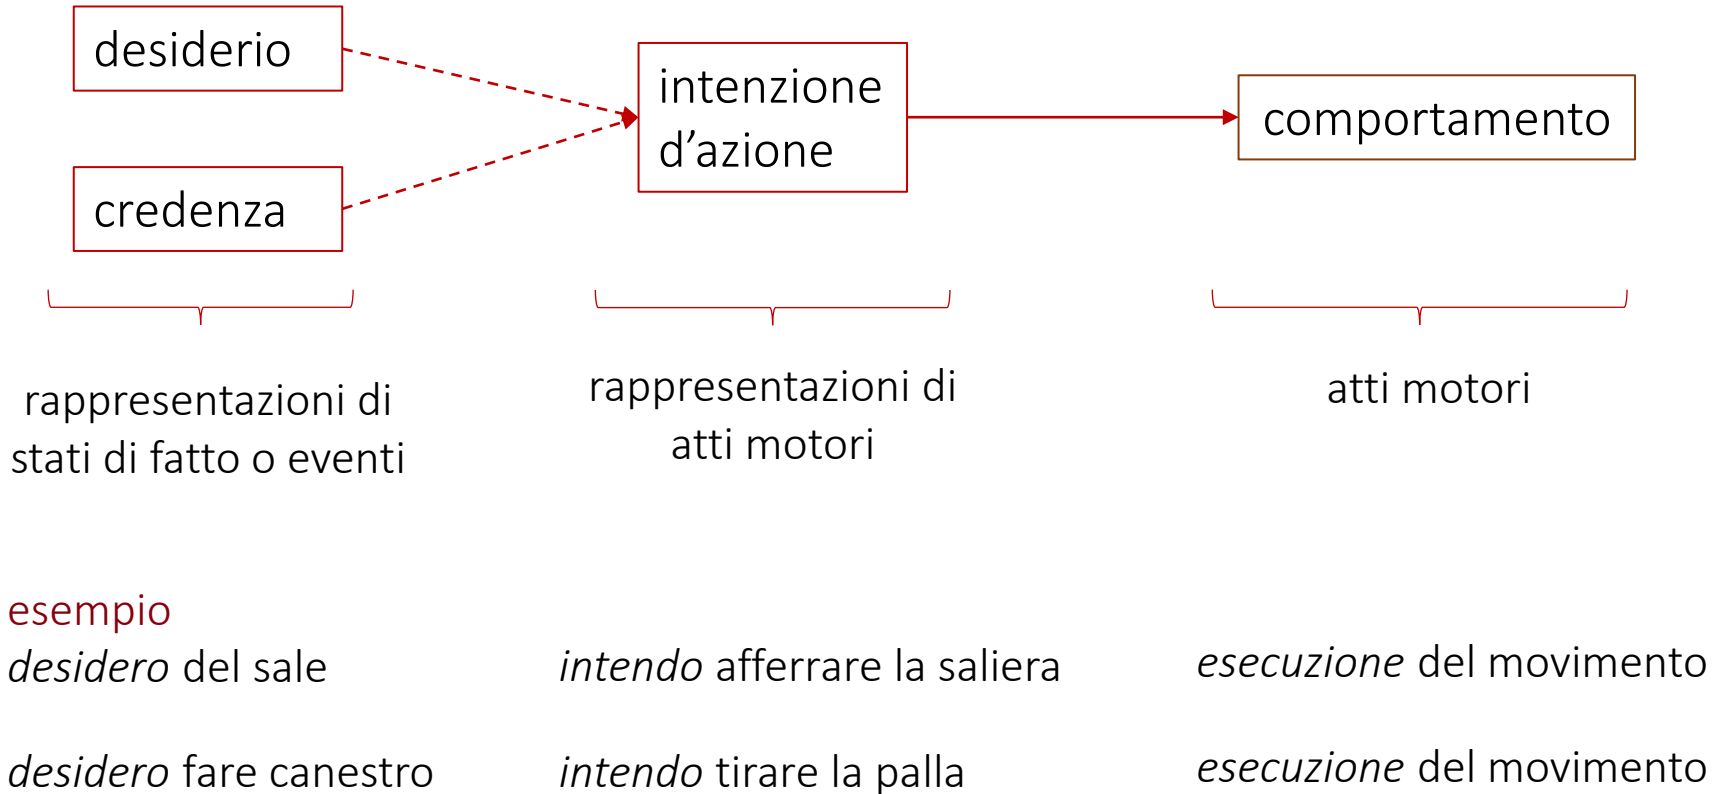 desiderio
credenza
intenzione
d’azione
comportamento
rappresentazioni di
stati di fatto o eventi
rappresentazioni di
atti motori
atti motori
esempio
desidero del sale
intendo afferrare la saliera
esecuzione del movimento
desidero fare canestro
intendo tirare la palla
esecuzione del movimento